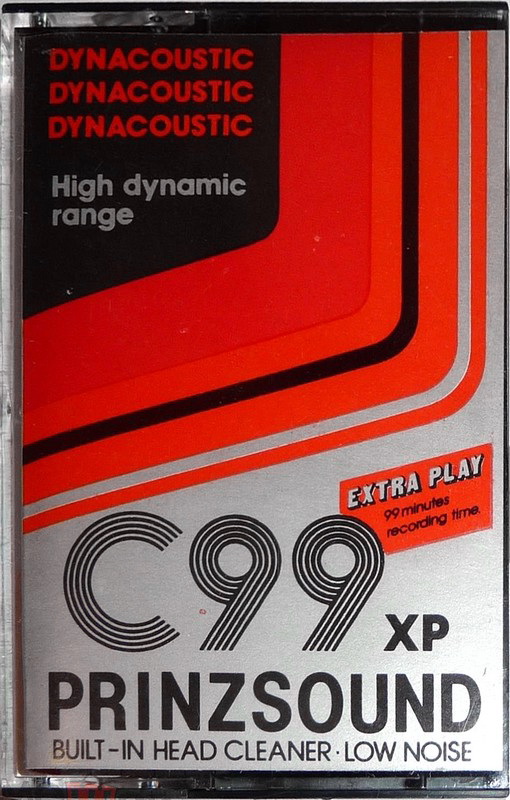 DYNACOUSTIC
DYNACOUSTIC
DYNACOUSTIC
High dynamic
range
EXTRA PLAY
99 minutes
recording time.
C99 XP
PRINZSOUND
BUILT-IN HEAD CLEANER · LOW NOISE